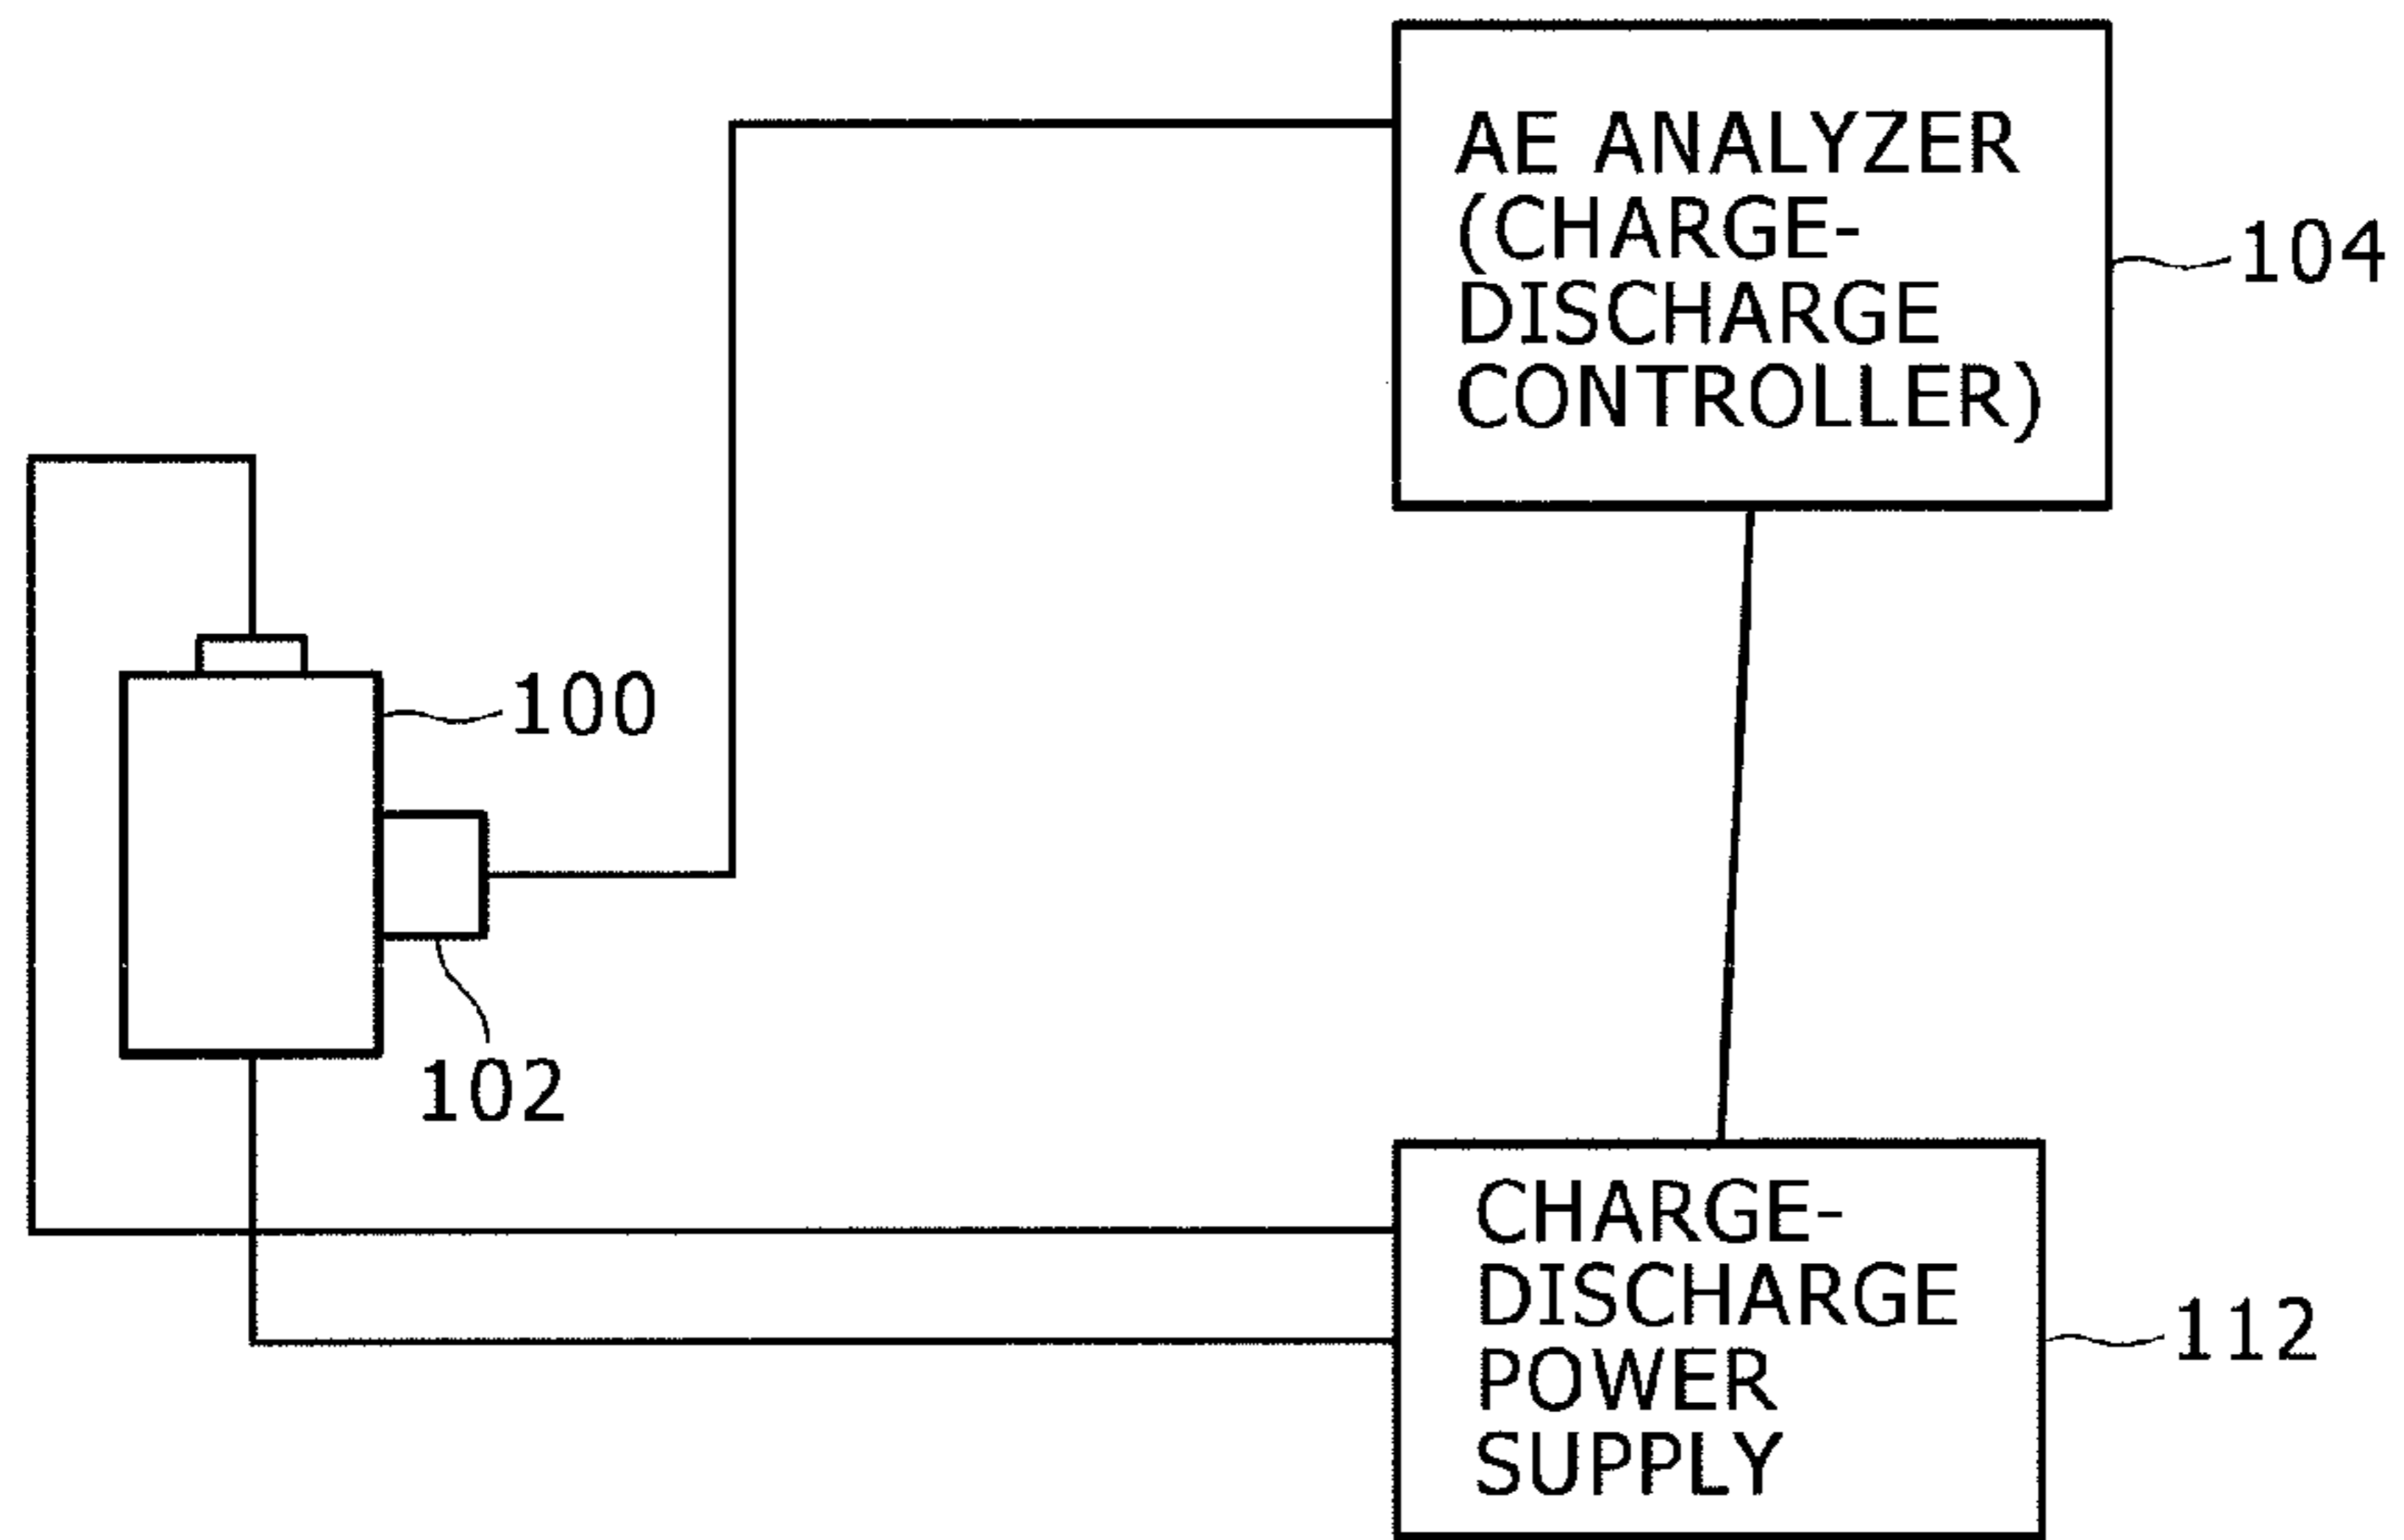 AE ANALYZER
(CHARGE-
DISCHARGE
CONTROLLER)
104
100
102
CHARGE-
DISCHARGE
POWER
SUPPLY
112